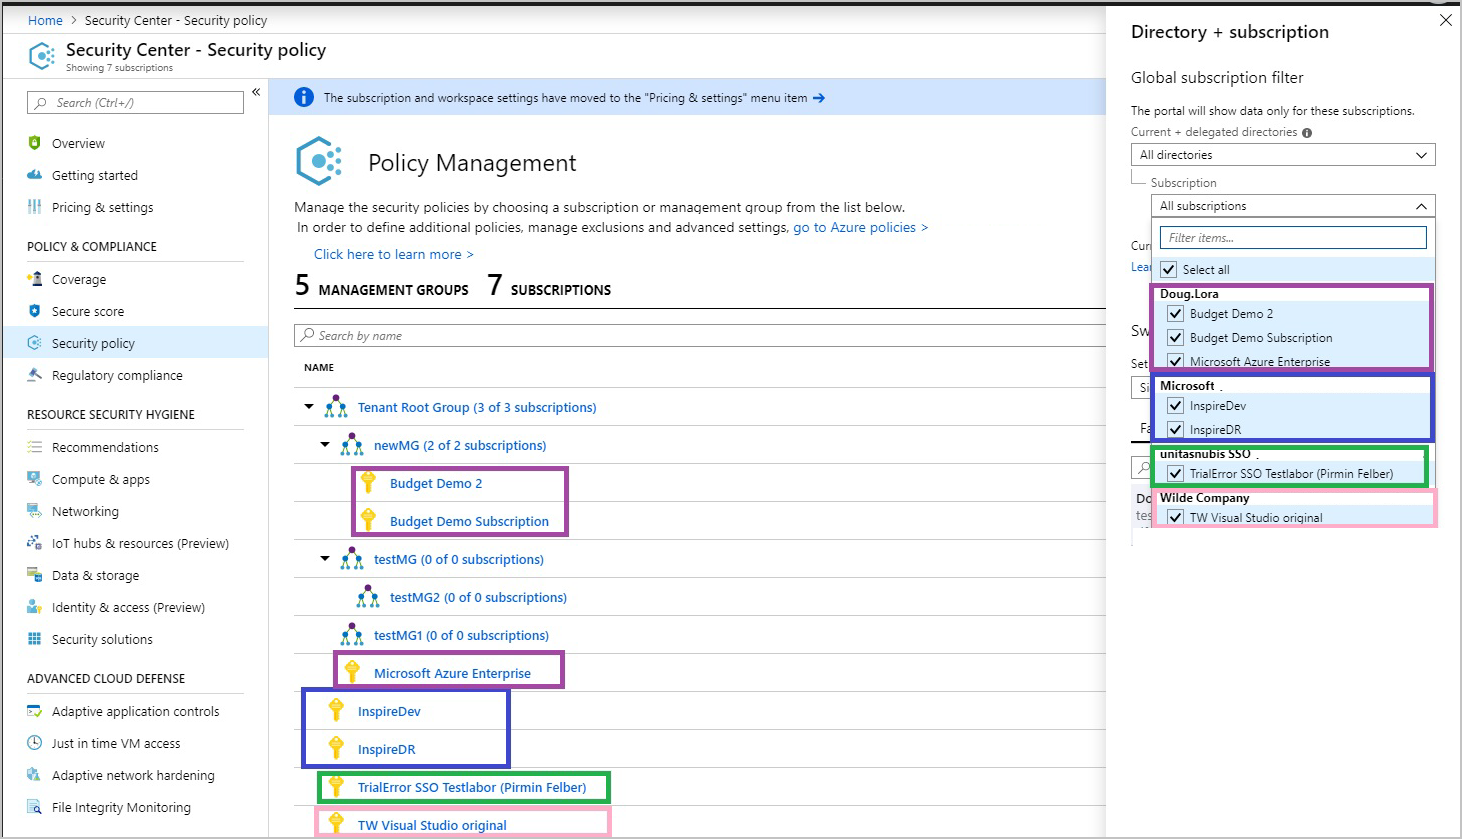 Home > Security Center - Security policy
Security Center - Security policy
Showing 7 subscriptions
Search (Ctrl+/)
«
Overview
Getting started
Pricing & settings
POLICY & COMPLIANCE
Coverage
Secure score
Security policy
Regulatory compliance
RESOURCE SECURITY HYGIENE
Recommendations
Compute & apps
Networking
IoT hubs & resources (Preview)
Data & storage
Identity & access (Preview)
Security solutions
ADVANCED CLOUD DEFENSE
Adaptive application controls
Just in time VM access
Adaptive network hardening
File Integrity Monitoring
The subscription and workspace settings have moved to the "Pricing & settings" menu item →
Policy Management
Manage the security policies by choosing a subscription or management group from the list below.
In order to define additional policies, manage exclusions and advanced settings, go to Azure policies >
Click here to learn more >
5 MANAGEMENT GROUPS 7 SUBSCRIPTIONS
Search by name
NAME
Tenant Root Group (3 of 3 subscriptions)
newMG (2 of 2 subscriptions)
Budget Demo 2
Budget Demo Subscription
testMG (0 of 0 subscriptions)
testMG2 (0 of 0 subscriptions)
testMG1 (0 of 0 subscriptions)
Microsoft Azure Enterprise
InspireDev
InspireDR
TrialError SSO Testlabor (Pirmin Felber)
TW Visual Studio original
Directory + subscription
Global subscription filter
The portal will show data only for these subscriptions.
Current + delegated directories
All directories
Subscription
All subscriptions
Filter items...
Select all
Doug.Lora
Budget Demo 2
Budget Demo Subscription
Microsoft Azure Enterprise
Microsoft .
InspireDev
InspireDR
unitasnubis SSO .
TrialError SSO Testlabor (Pirmin Felber)
Wilde Company
TW Visual Studio original